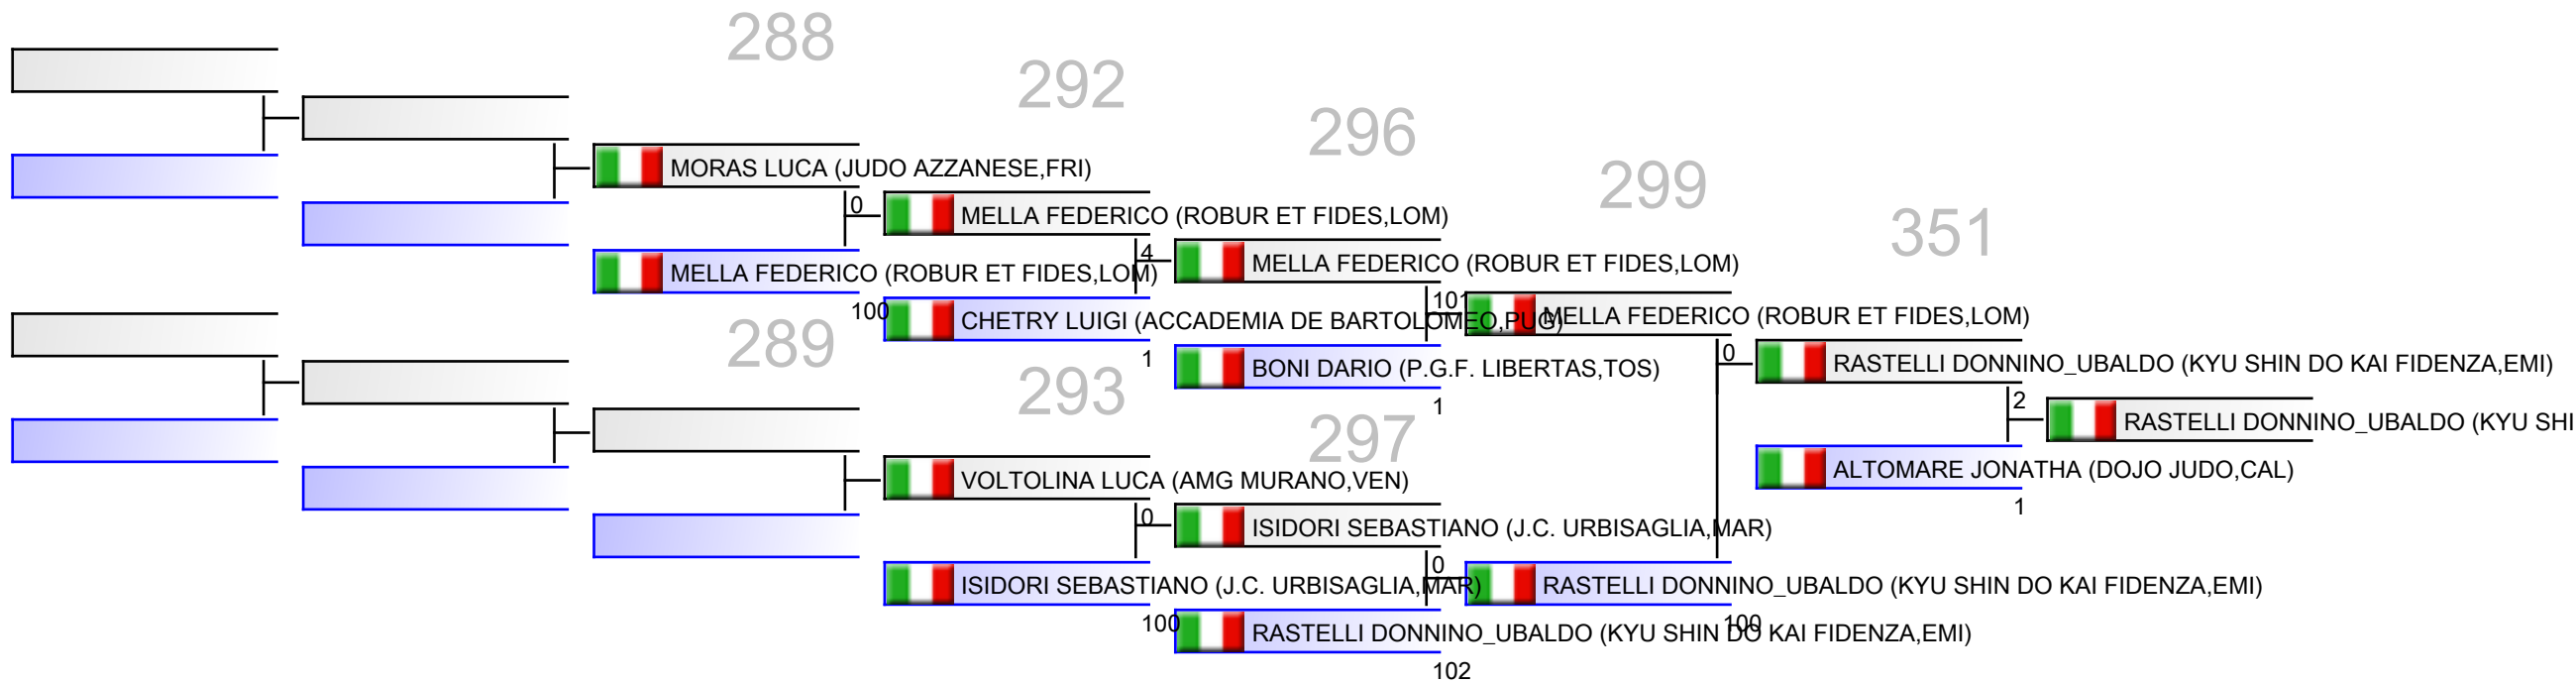 288
292
296
299
351
MORAS LUCA (JUDO AZZANESE,FRI)
0
MELLA FEDERICO (ROBUR ET FIDES,LOM)
MELLA FEDERICO (ROBUR ET FIDES,LOM)
100
4
CHETRY LUIGI (ACCADEMIA DE BARTOLOMEO,PUG)
1
MELLA FEDERICO (ROBUR ET FIDES,LOM)
101
BONI DARIO (P.G.F. LIBERTAS,TOS)
1
MELLA FEDERICO (ROBUR ET FIDES,LOM)
0
RASTELLI DONNINO_UBALDO (KYU SHIN DO KAI FIDENZA,EMI)
2
RASTELLI DONNINO_UBALDO (KYU SHI
ALTOMARE JONATHA (DOJO JUDO,CAL)
1
289
293
297
VOLTOLINA LUCA (AMG MURANO,VEN)
0
ISIDORI SEBASTIANO (J.C. URBISAGLIA,MAR)
ISIDORI SEBASTIANO (J.C. URBISAGLIA,MAR)
100
0
RASTELLI DONNINO_UBALDO (KYU SHIN DO KAI FIDENZA,EMI)
100
RASTELLI DONNINO_UBALDO (KYU SHIN DO KAI FIDENZA,EMI)
102